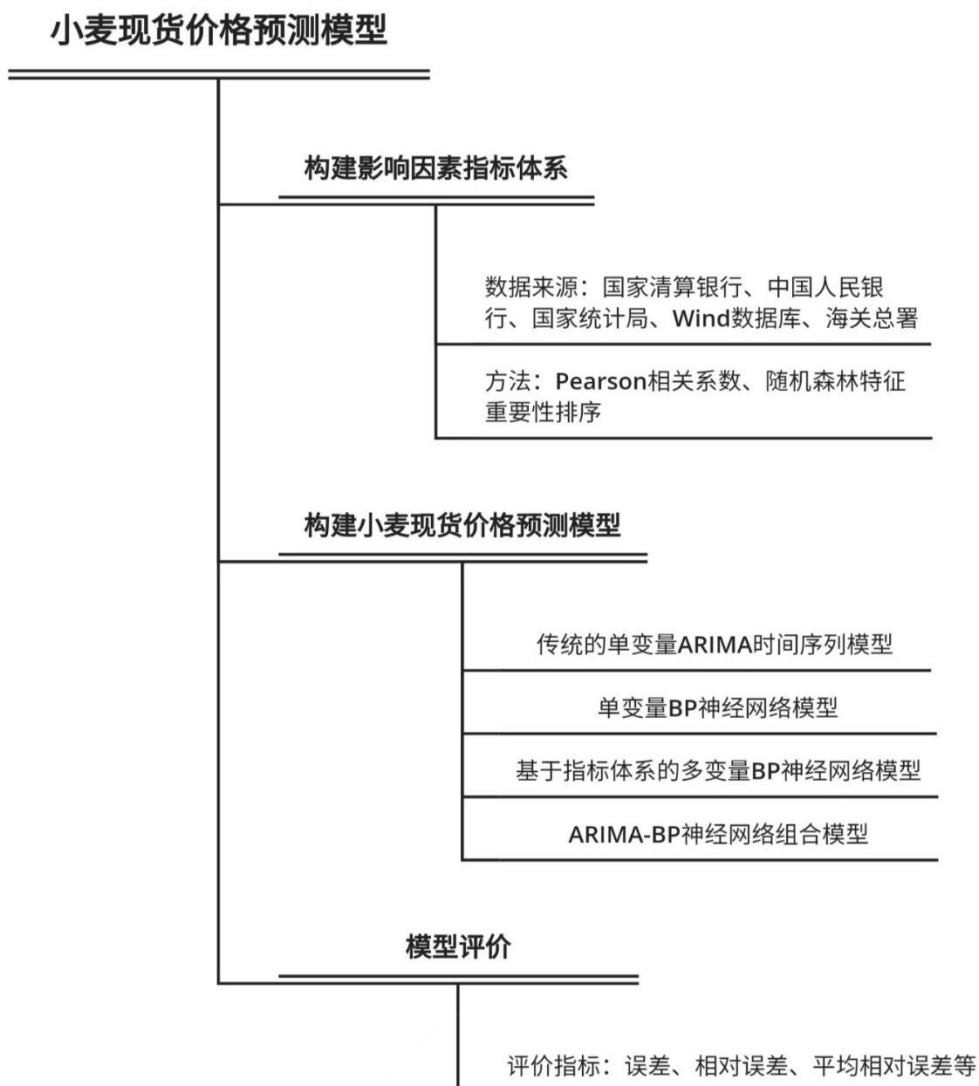 小麦现货价格预测模型
构建影响因素指标体系
数据来源：国家清算银行、中国人民银
行、国家统计局、Wind数据库、海关总署
方法：Pearson相关系数、随机森林特征
重要性排序
构建小麦现货价格预测模型
传统的单变量ARIMA时间序列模型
单变量BP神经网络模型
基于指标体系的多变量BP神经网络模型
ARIMA-BP神经网络组合模型
模型评价
评价指标：误差、相对误差、平均相对误差等